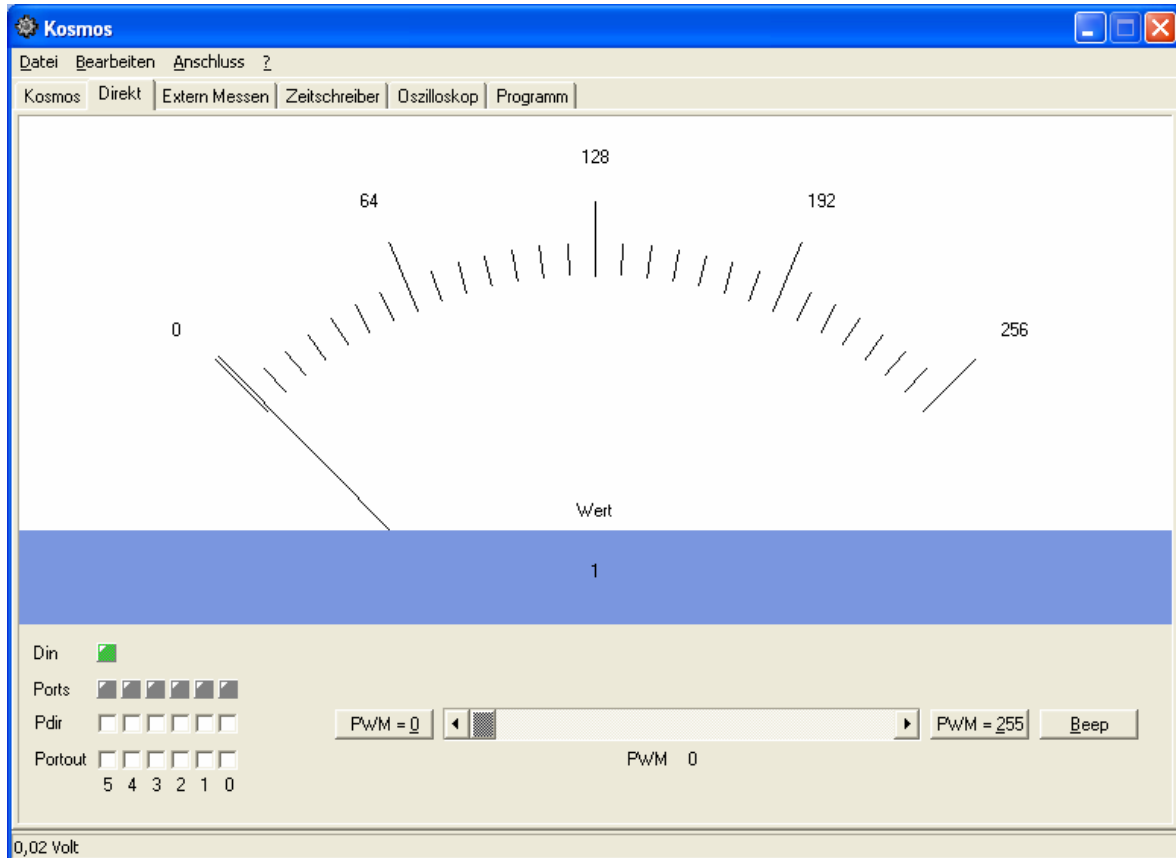 Kosmos
Datei Bearbeiten Anschluss ?
Kosmos Direkt Extern Messen Zeitschreiber Oszilloskop Programm
128
64 192
0 256
Wert
1
Din
Ports
Pdir PWM = 0 PWM = 255 Beep
Portout PWM 0
5 4 3 2 1 0
0,02 Volt